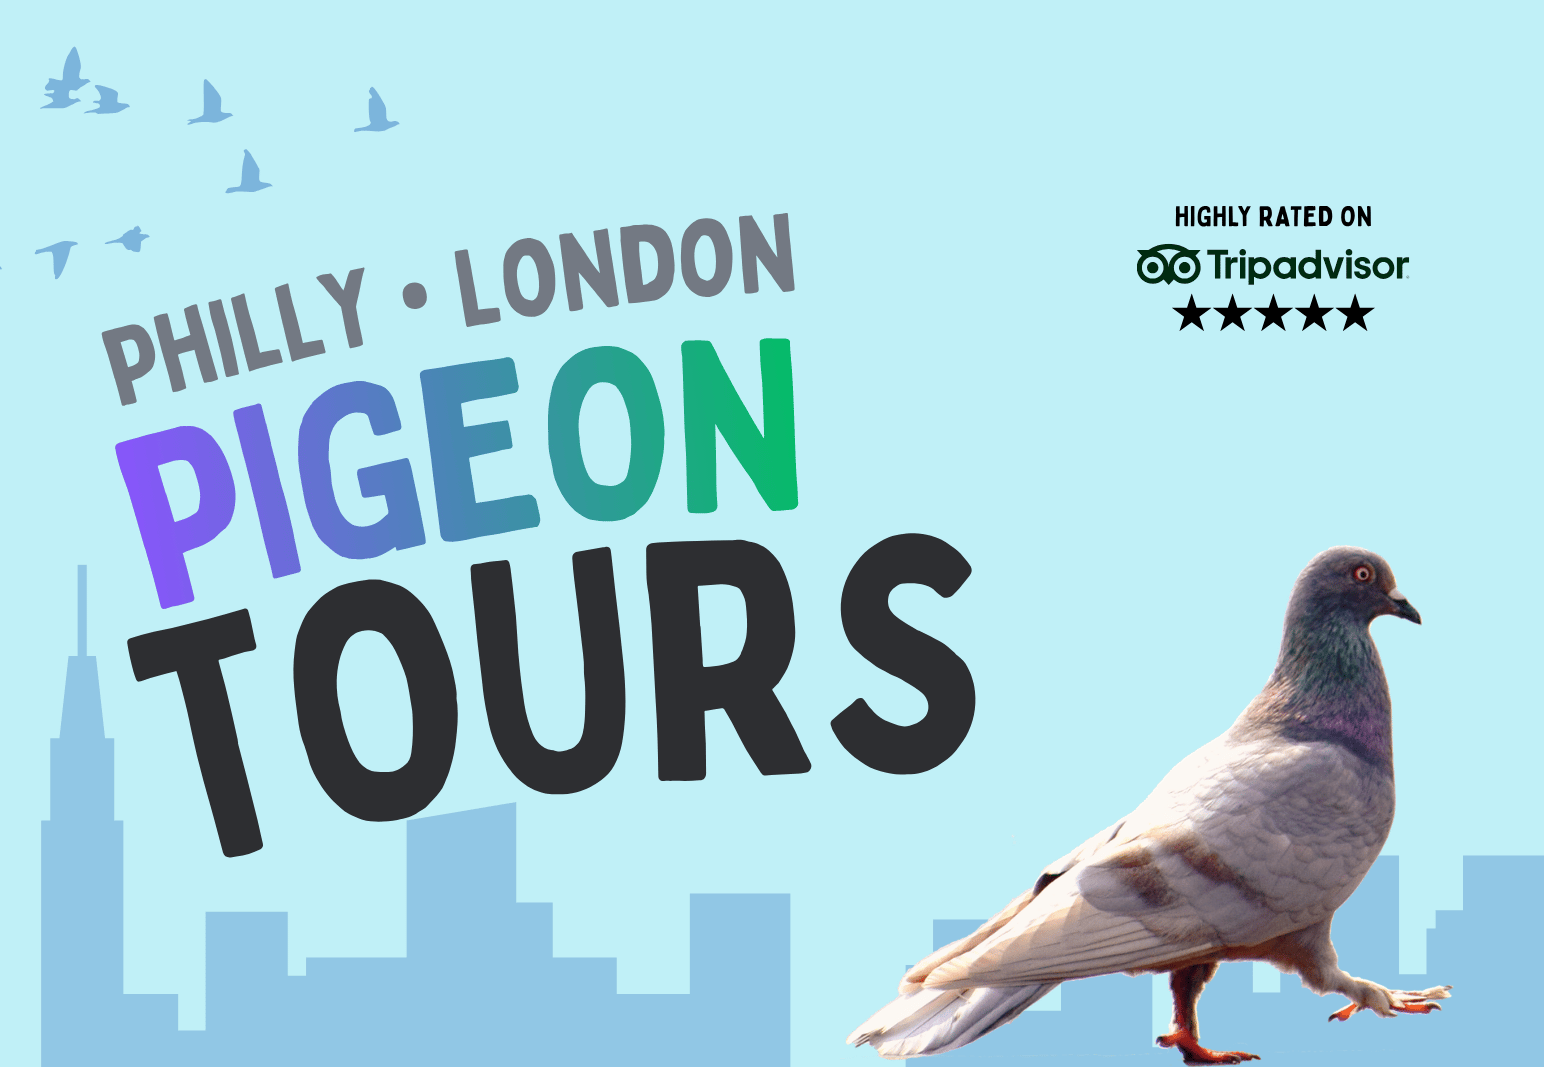 PHILLY • LONDON
PIGEON
TOURS
HIGHLY RATED ON
Tripadvisor